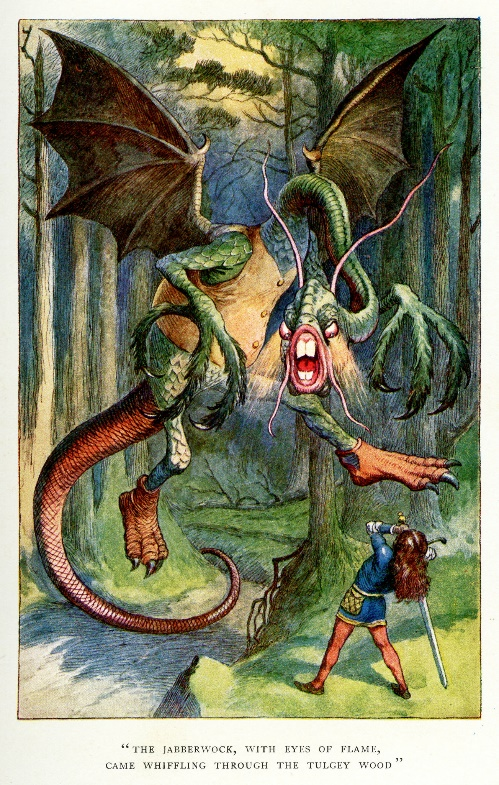 “THE JABBERWOCK, WITH EYES OF FLAME,
CAME WHIFFLING THROUGH THE TULGEY WOOD”